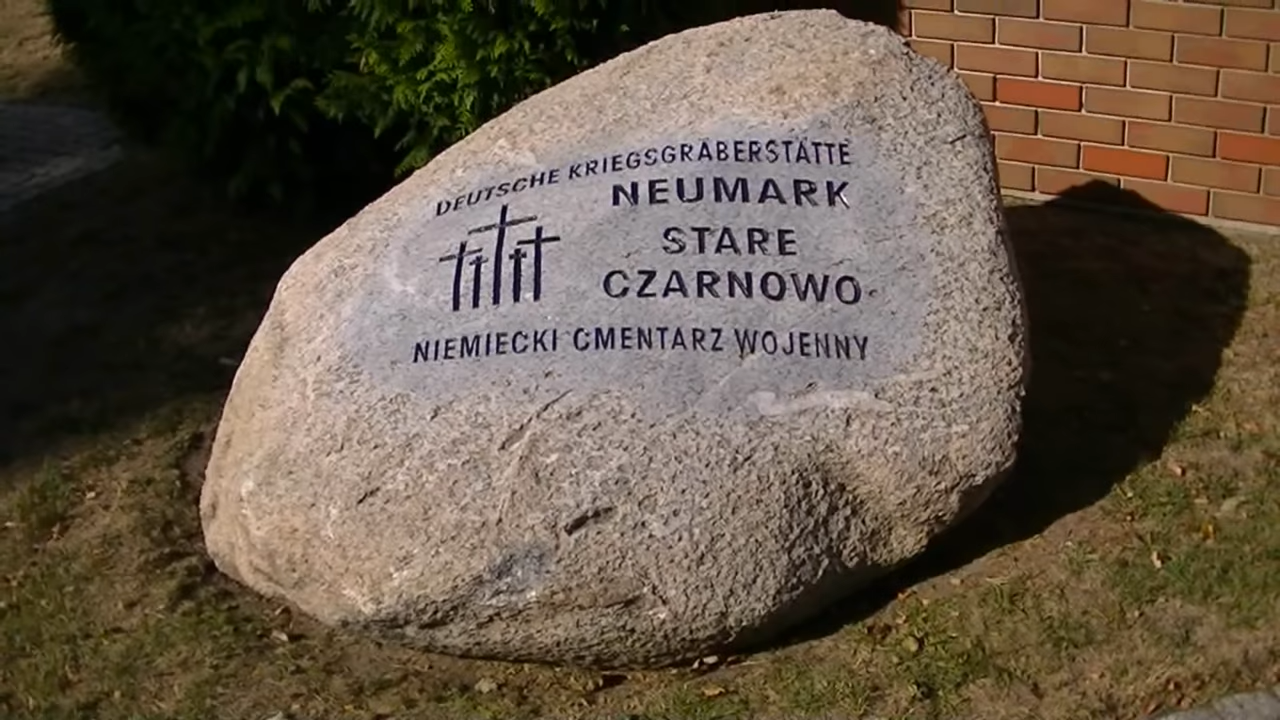 DEUTSCHE KRIEGSGRÄBERSTÄTTE
NEUMARK
STARE
CZARNOWO
NIEMIECKI CMENTARZ WOJENNY